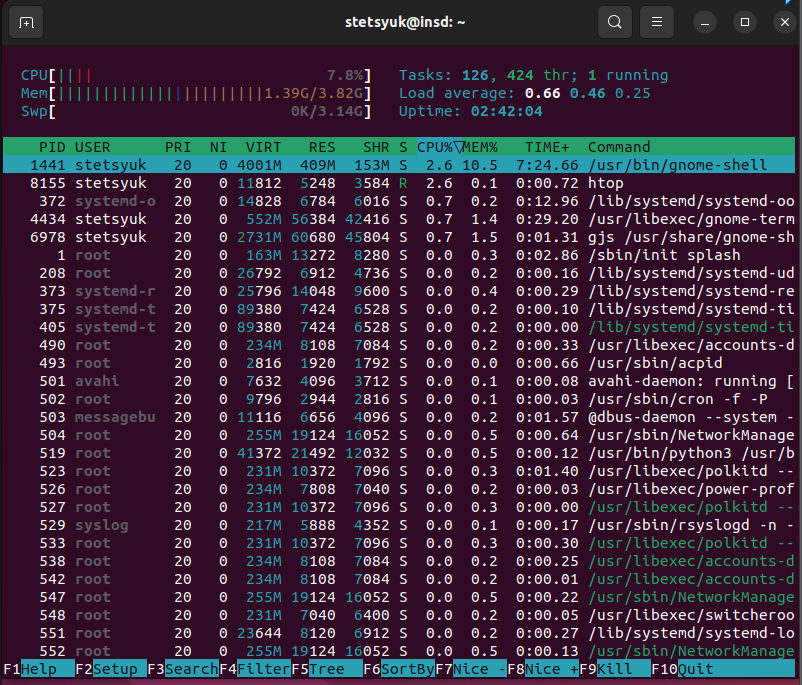 stetsyuk@insd: ~
CPU[|||| 7.8%] Tasks: 126, 424 thr; 1 running
Mem[||||||||||||||||||||||||1.39G/3.82G] Load average: 0.66 0.46 0.25
Swp[ 0K/3.14G] Uptime: 02:42:04
PID USER PRI NI VIRT RES SHR S CPU%▽MEM% TIME+ Command
1441 stetsyuk 20 0 4001M 409M 153M S 2.6 10.5 7:24.66 /usr/bin/gnome-shell
8155 stetsyuk 20 0 11812 5248 3584 R 2.6 0.1 0:00.72 htop
372 systemd-o 20 0 14828 6784 6016 S 0.7 0.2 0:12.96 /lib/systemd/systemd-oo
4434 stetsyuk 20 0 552M 56384 42416 S 0.7 1.4 0:29.20 /usr/libexec/gnome-term
6978 stetsyuk 20 0 2731M 60680 45804 S 0.7 1.5 0:01.31 gjs /usr/share/gnome-sh
1 root 20 0 163M 13272 8280 S 0.0 0.3 0:02.86 /sbin/init splash
208 root 20 0 26792 6912 4736 S 0.0 0.2 0:00.16 /lib/systemd/systemd-ud
373 systemd-r 20 0 25796 14048 9600 S 0.0 0.4 0:00.29 /lib/systemd/systemd-re
375 systemd-t 20 0 89380 7424 6528 S 0.0 0.2 0:00.10 /lib/systemd/systemd-ti
405 systemd-t 20 0 89380 7424 6528 S 0.0 0.2 0:00.00 /lib/systemd/systemd-ti
490 root 20 0 234M 8108 7084 S 0.0 0.2 0:00.33 /usr/libexec/accounts-d
493 root 20 0 2816 1920 1792 S 0.0 0.0 0:00.66 /usr/sbin/acpid
501 avahi 20 0 7632 4096 3712 S 0.0 0.1 0:00.08 avahi-daemon: running [
502 root 20 0 9796 2944 2816 S 0.0 0.1 0:00.03 /usr/sbin/cron -f -P
503 messagebu 20 0 11116 6656 4096 S 0.0 0.2 0:01.57 @dbus-daemon --system -
504 root 20 0 255M 19124 16052 S 0.0 0.5 0:00.64 /usr/sbin/NetworkManage
519 root 20 0 41372 21492 12032 S 0.0 0.5 0:00.12 /usr/bin/python3 /usr/b
523 root 20 0 231M 10372 7096 S 0.0 0.3 0:01.40 /usr/libexec/polkitd --
526 root 20 0 234M 7808 7040 S 0.0 0.2 0:00.03 /usr/libexec/power-prof
527 root 20 0 231M 10372 7096 S 0.0 0.3 0:00.00 /usr/libexec/polkitd --
529 syslog 20 0 217M 5888 4352 S 0.0 0.1 0:00.17 /usr/sbin/rsyslogd -n -
533 root 20 0 231M 10372 7096 S 0.0 0.3 0:00.30 /usr/libexec/polkitd --
538 root 20 0 234M 8108 7084 S 0.0 0.2 0:00.25 /usr/libexec/accounts-d
542 root 20 0 234M 8108 7084 S 0.0 0.2 0:00.01 /usr/libexec/accounts-d
547 root 20 0 255M 19124 16052 S 0.0 0.5 0:00.22 /usr/sbin/NetworkManage
548 root 20 0 231M 7040 6400 S 0.0 0.2 0:00.05 /usr/libexec/switcheroo
551 root 20 0 23644 8120 6912 S 0.0 0.2 0:00.27 /lib/systemd/systemd-lo
552 root 20 0 255M 19124 16052 S 0.0 0.5 0:00.13 /usr/sbin/NetworkManage
F1Help F2Setup F3SearchF4FilterF5Tree F6SortByF7Nice -F8Nice +F9Kill F10Quit